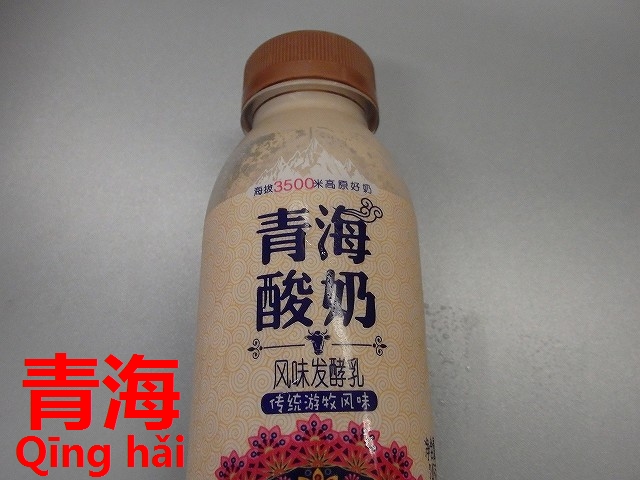 海拔3500米高原好奶
青海
酸奶
风味发酵乳
传统游牧风味
青海
Qīng hǎi